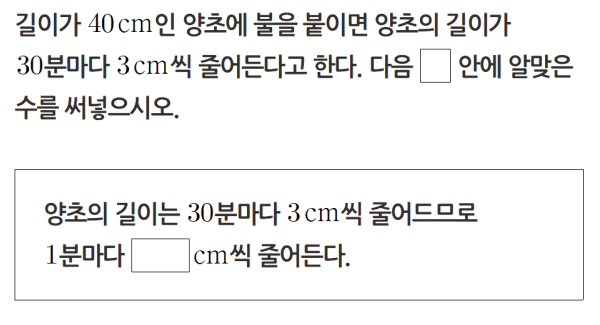 길이가 40cm인 양초에 불을 붙이면 양초의 길이가
30분마다 3cm씩 줄어든다고 한다. 다음 □ 안에 알맞은
수를 써넣으시오.
양초의 길이는 30분마다 3cm씩 줄어드므로
1분마다 □cm씩 줄어든다.